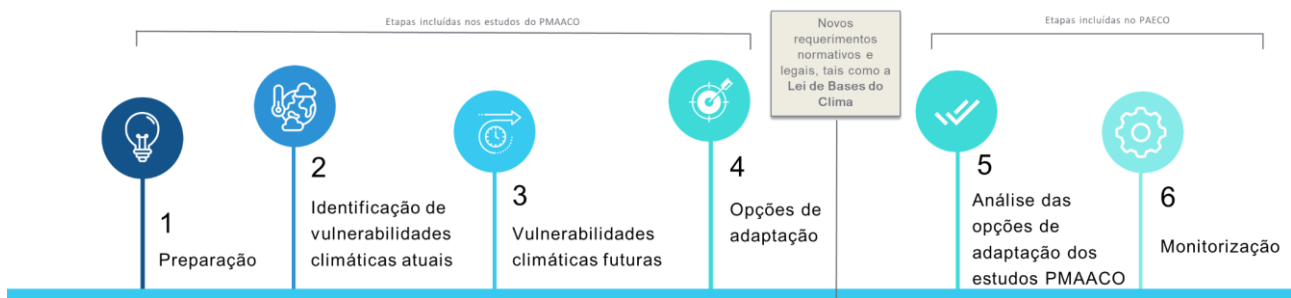 Etapas incluídas nos estudos do PMAACO
Novos
requerimentos
normativos e
legais, tais como a
Lei de Bases do
Clima
Etapas incluídas no PAECO
1
Preparação
2
Identificação de
vulnerabilidades
climáticas atuais
3
Vulnerabilidades
climáticas futuras
4
Opções de
adaptação
5
Análise das
opções de
adaptação dos
estudos PMAACO
6
Monitorização